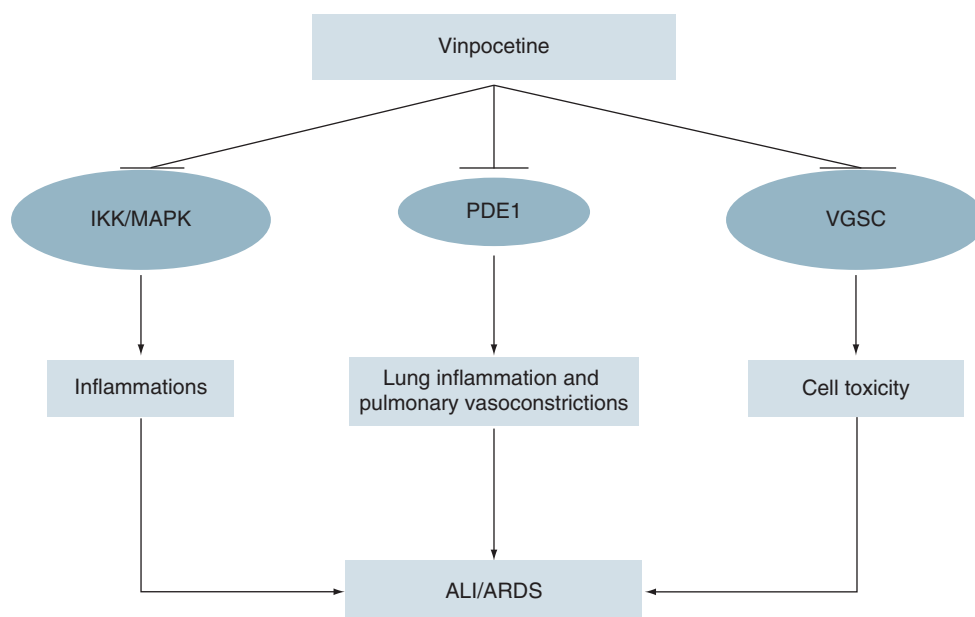 Vinpocetine
IKK/MAPK
PDE1
VGSC
Inflammations
Lung inflammation and
pulmonary vasoconstrictions
Cell toxicity
ALI/ARDS